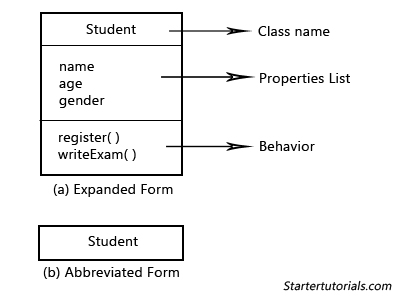 Student
Class name
name
age
gender
Properties List
register( )
writeExam( )
Behavior
(a) Expanded Form
Student
(b) Abbreviated Form
Startertutorials.com